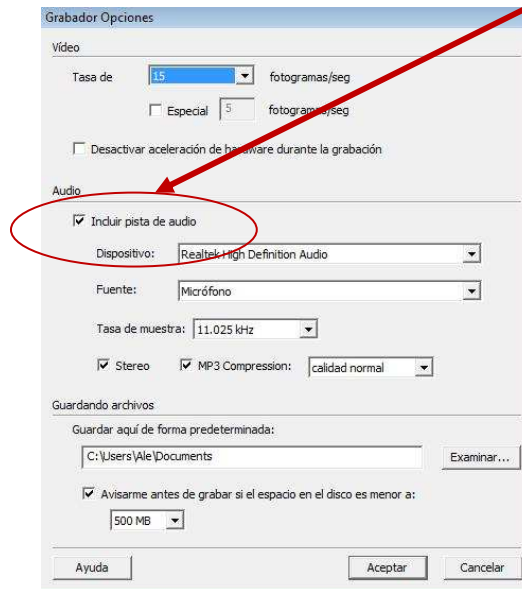 Grabador Opciones
Vídeo
Tasa de 15 fotogramas/seg
Especial 5 fotogramas/seg
Desactivar aceleración de hardware durante la grabación
Audio
Incluir pista de audio
Dispositivo: Realtek High Definition Audio
Fuente: Micrófono
Tasa de muestra: 11.025 kHz
Stereo MP3 Compression: calidad normal
Guardando archivos
Guardar aquí de forma predeterminada:
C:\Users\Ale\Documents Examinar...
Avisarme antes de grabar si el espacio en el disco es menor a:
500 MB
Ayuda Aceptar Cancelar